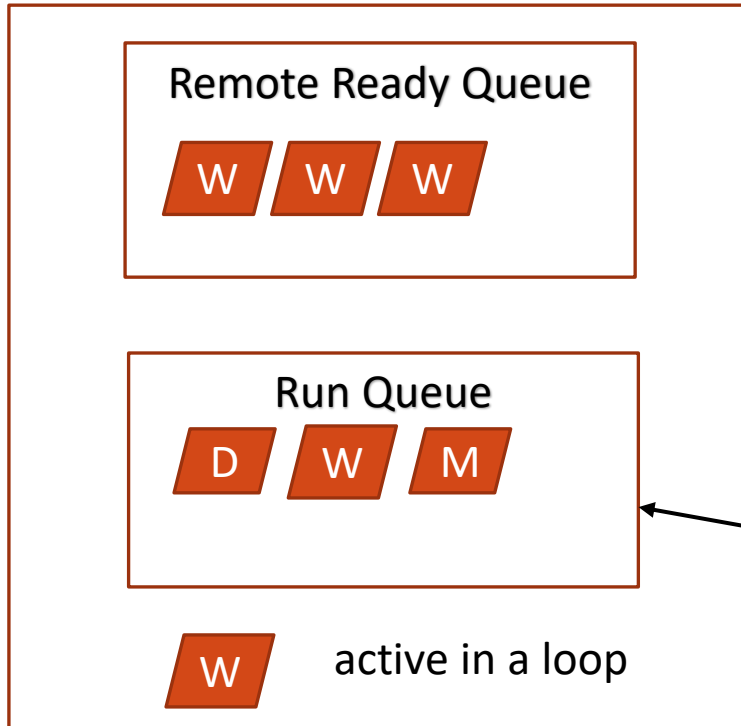 Remote Ready Queue
W W W
Run Queue
D W M
W active in a loop